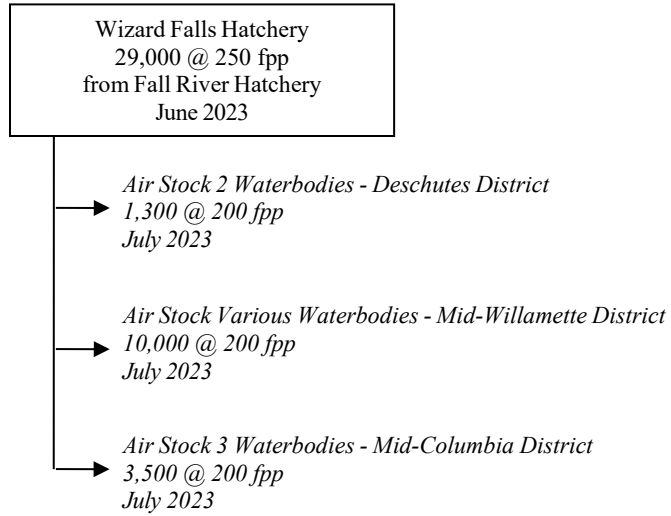 Wizard Falls Hatchery
29,000 @ 250 fpp
from Fall River Hatchery
June 2023
Air Stock 2 Waterbodies - Deschutes District
1,300 @ 200 fpp
July 2023
Air Stock Various Waterbodies - Mid-Willamette District
10,000 @ 200 fpp
July 2023
Air Stock 3 Waterbodies - Mid-Columbia District
3,500 @ 200 fpp
July 2023